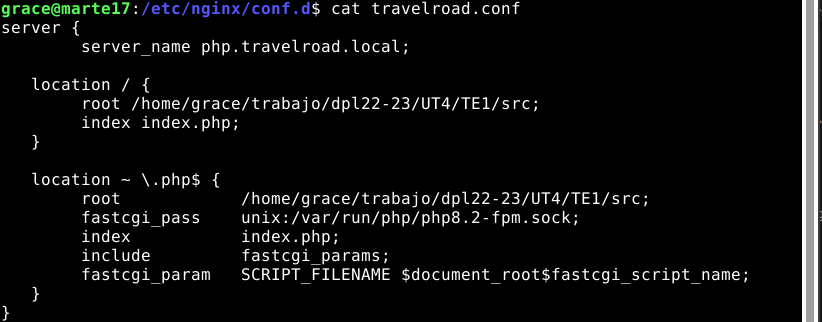 grace@marte17:/etc/nginx/conf.d$ cat travelroad.conf
server {
        server_name php.travelroad.local;

   location / {
        root /home/grace/trabajo/dpl22-23/UT4/TE1/src;
        index index.php;
   }

   location ~ \.php$ {
        root            /home/grace/trabajo/dpl22-23/UT4/TE1/src;
        fastcgi_pass    unix:/var/run/php/php8.2-fpm.sock;
        index           index.php;
        include         fastcgi_params;
        fastcgi_param   SCRIPT_FILENAME $document_root$fastcgi_script_name;
   }
}